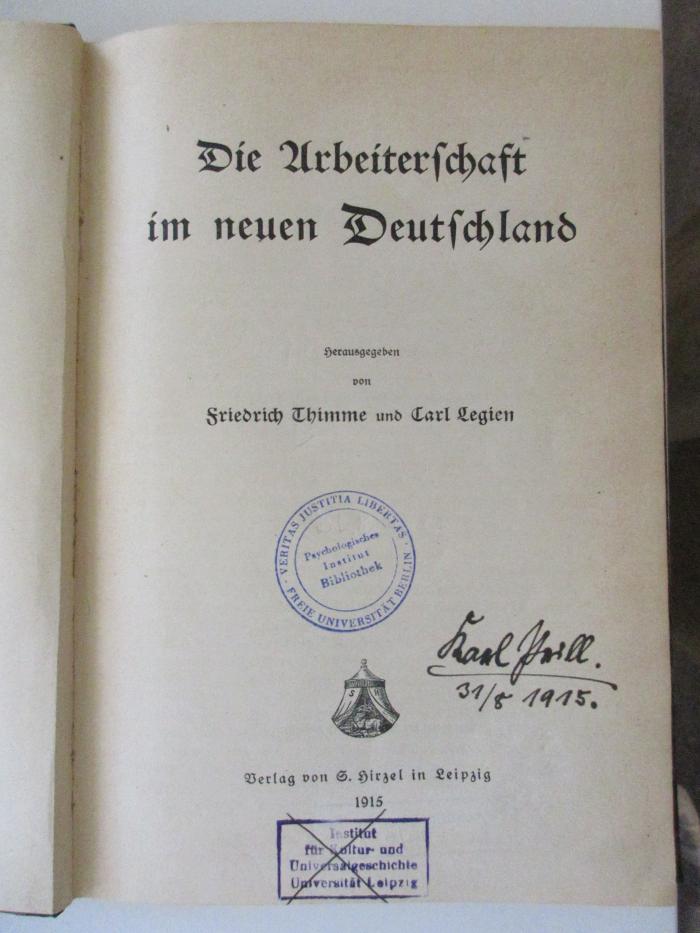 Die Arbeiterschaft
im neuen Deutschland
Herausgegeben
von
Friedrich Thimme und Carl Legien
VERITAS JUSTITIA LIBERTAS
FREIE UNIVERSITÄT BERLIN
Psychologisches
Institut
Bibliothek
Karl Prill.
31/8 1915.
S H
Verlag von S. Hirzel in Leipzig
1915
Institut
für Kultur- und
Universalgeschichte
Universität Leipzig